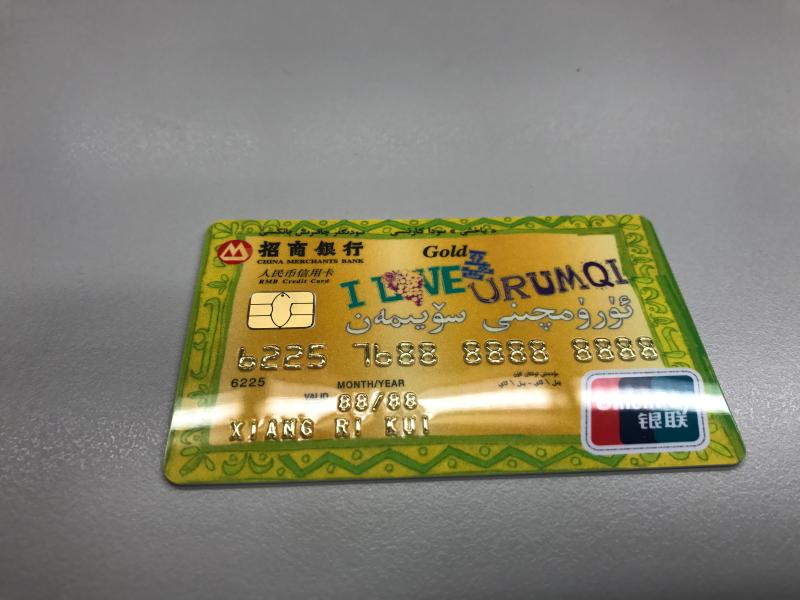 招商銀行
CHINA MERCHANTS BANK
人民币信用卡
RMB Credit Card
Gold
I LOVE URUMQI
ئۈرۈمچىنى سۆيىمەن
6225 7688 8888 8888
6225
MONTH/YEAR
VALID 88/88
XIANG RI KUI
银联